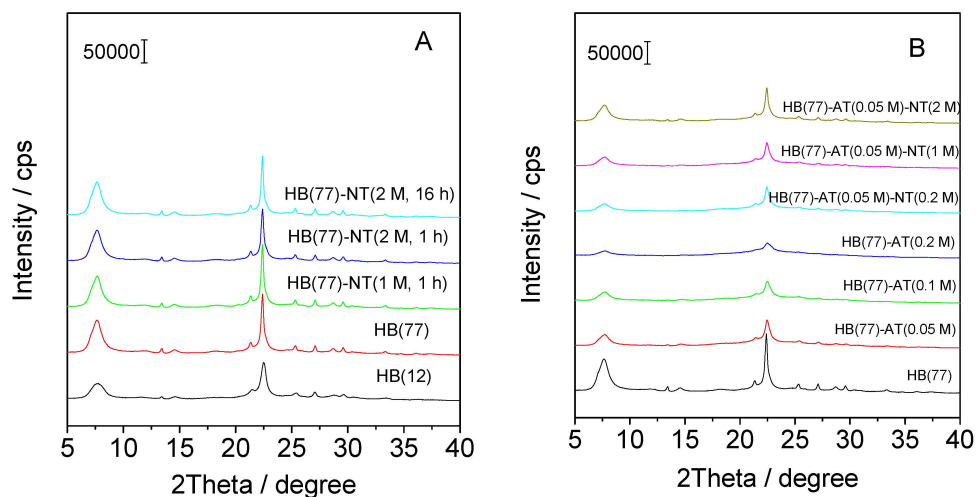 A
50000
HB(77)-NT(2 M, 16 h)
HB(77)-NT(2 M, 1 h)
HB(77)-NT(1 M, 1 h)
HB(77)
HB(12)
Intensity / cps
5 10 15 20 25 30 35 40
2Theta / degree
B
50000
HB(77)-AT(0.05 M)-NT(2 M)
HB(77)-AT(0.05 M)-NT(1 M)
HB(77)-AT(0.05 M)-NT(0.2 M)
HB(77)-AT(0.2 M)
HB(77)-AT(0.1 M)
HB(77)-AT(0.05 M)
HB(77)
Intensity / cps
5 10 15 20 25 30 35 40
2Theta / degree